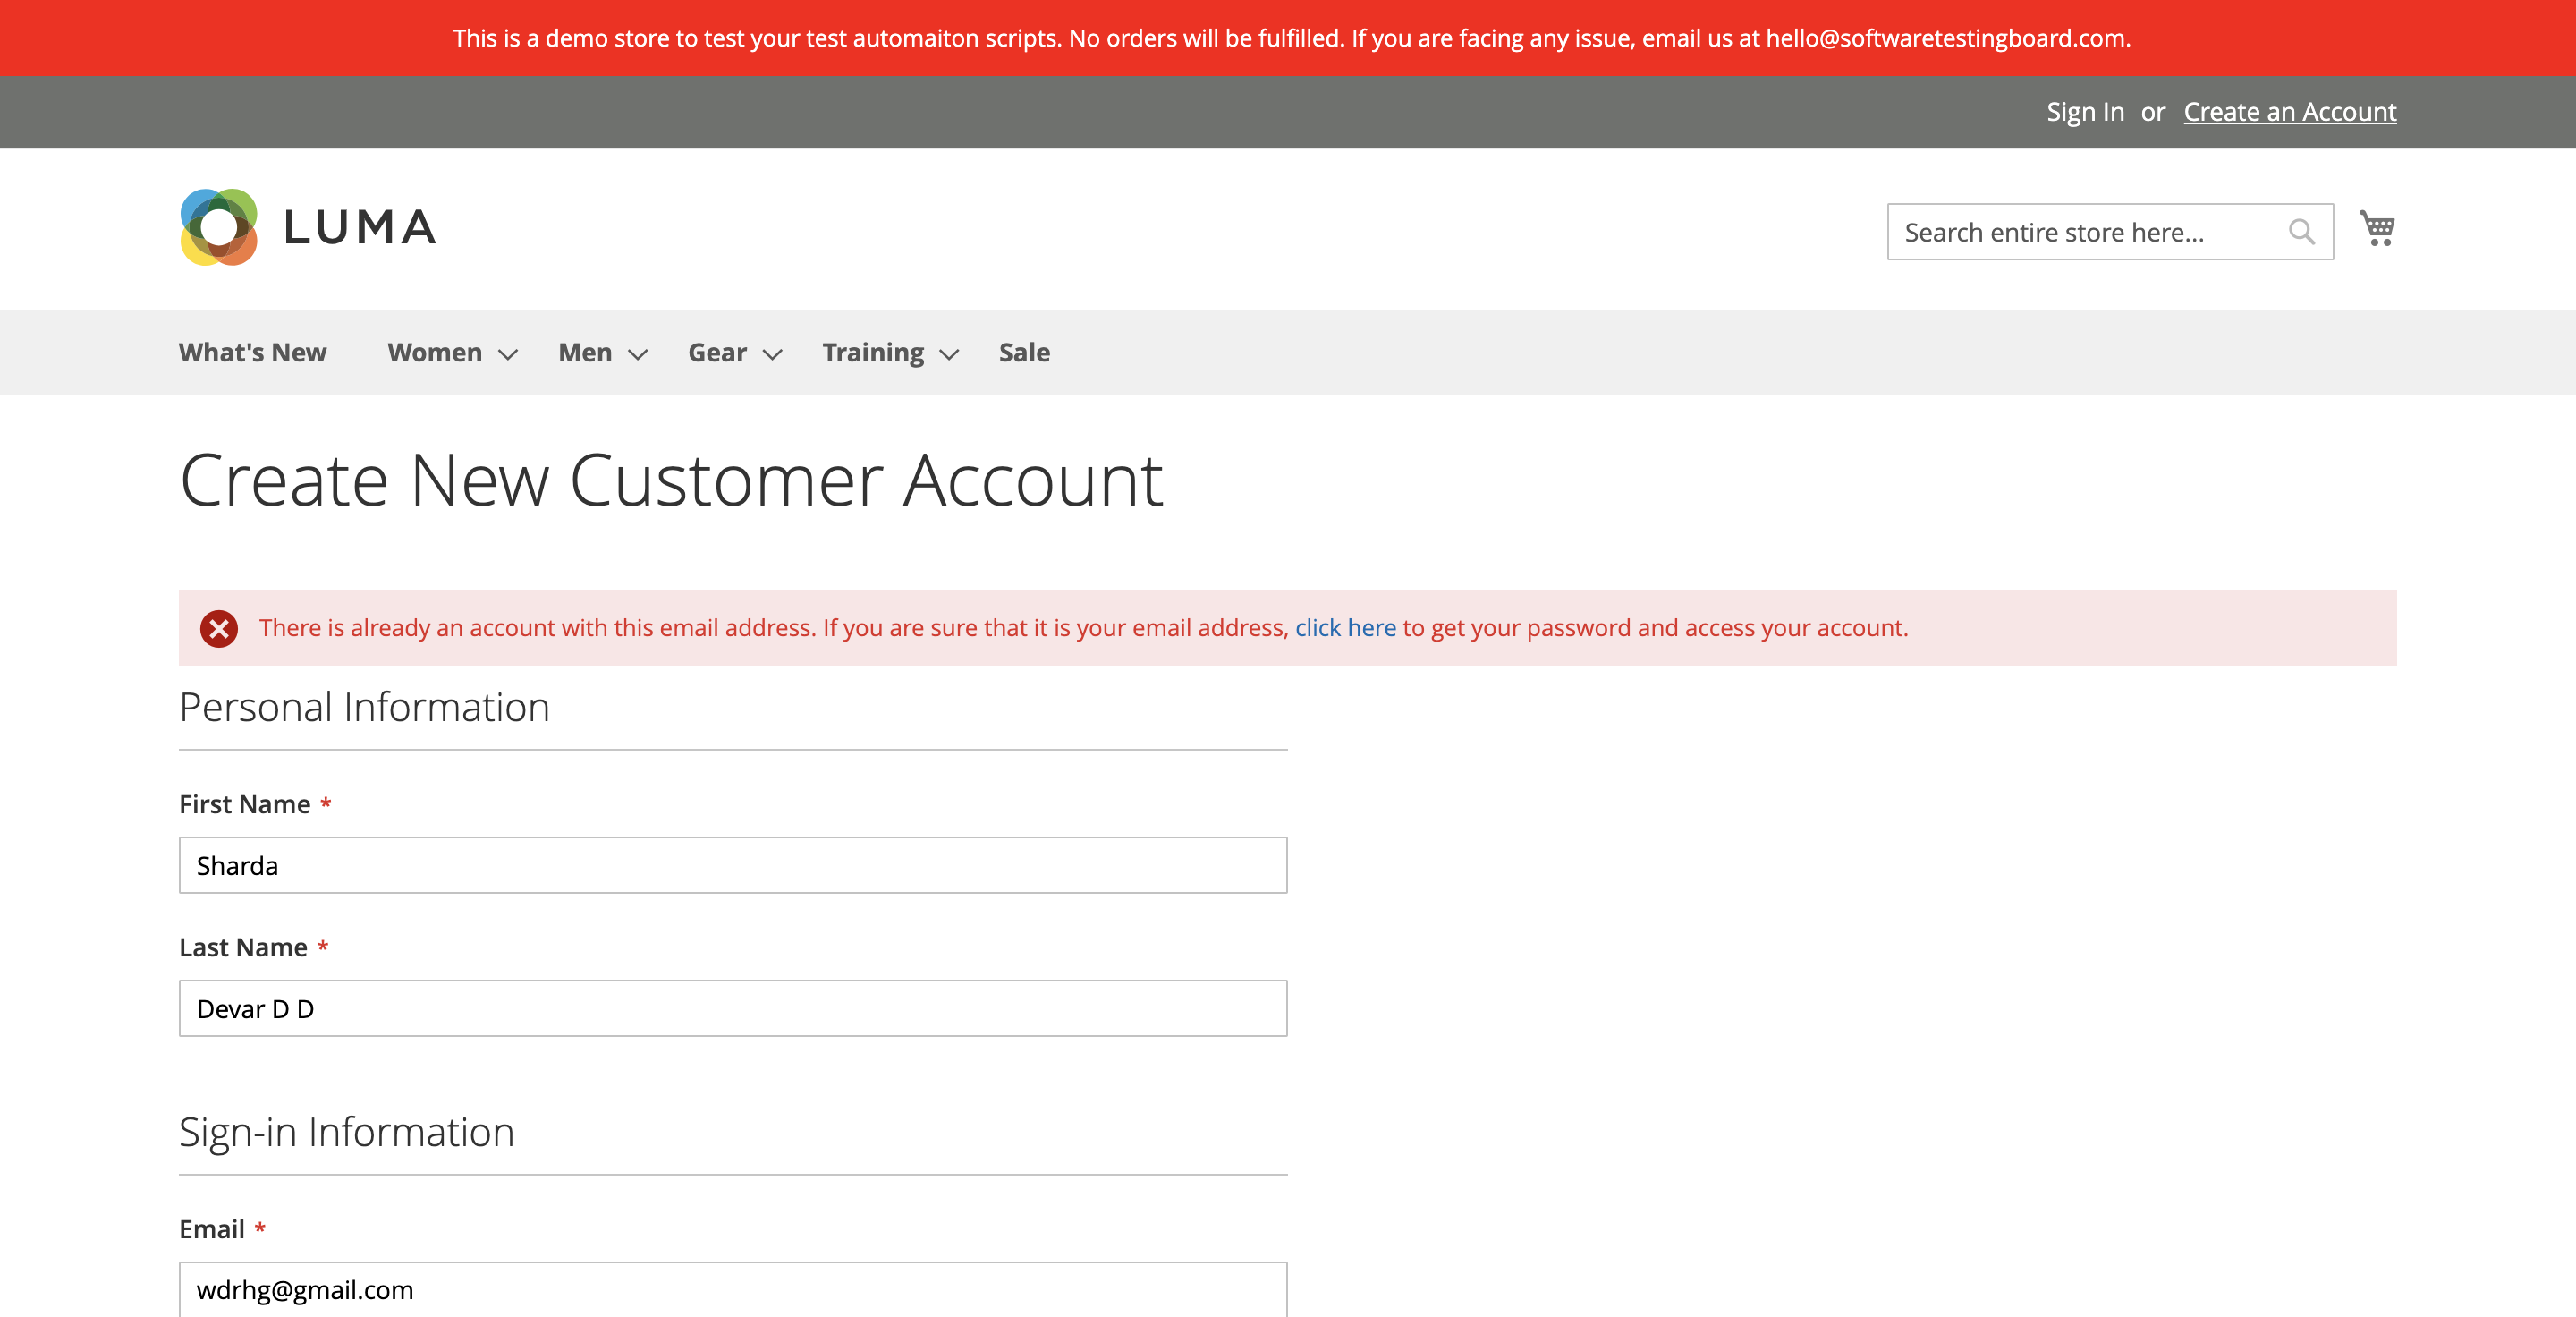 This is a demo store to test your test automaiton scripts. No orders will be fulfilled. If you are facing any issue, email us at hello@softwaretestingboard.com.
Sign In or Create an Account
LUMA
Search entire store here...
What's New Women Men Gear Training Sale
Create New Customer Account
There is already an account with this email address. If you are sure that it is your email address, click here to get your password and access your account.
Personal Information
First Name *
Sharda
Last Name *
Devar D D
Sign-in Information
Email *
wdrhg@gmail.com